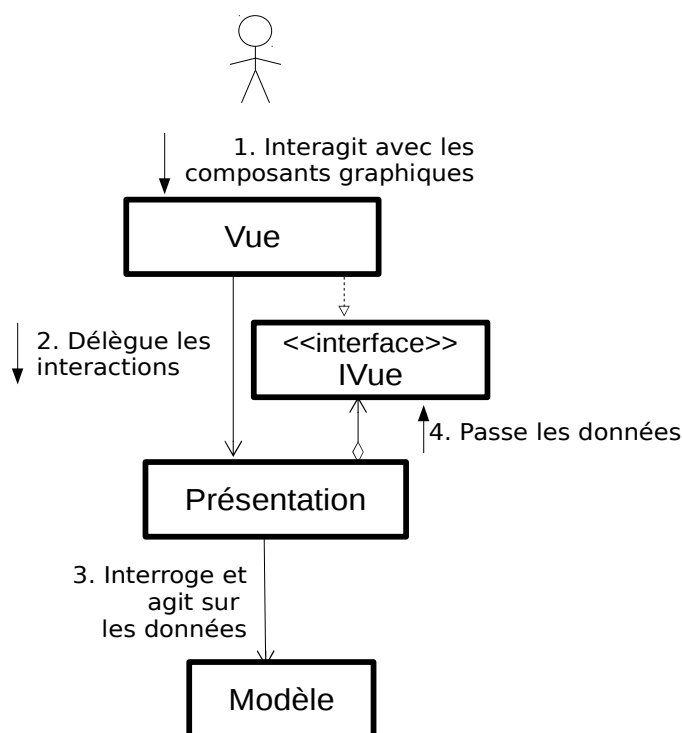 1. Interagit avec les
composants graphiques
Vue
2. Délègue les
interactions
<<interface>>
IVue
4. Passe les données
Présentation
3. Interroge et
agit sur
les données
Modèle